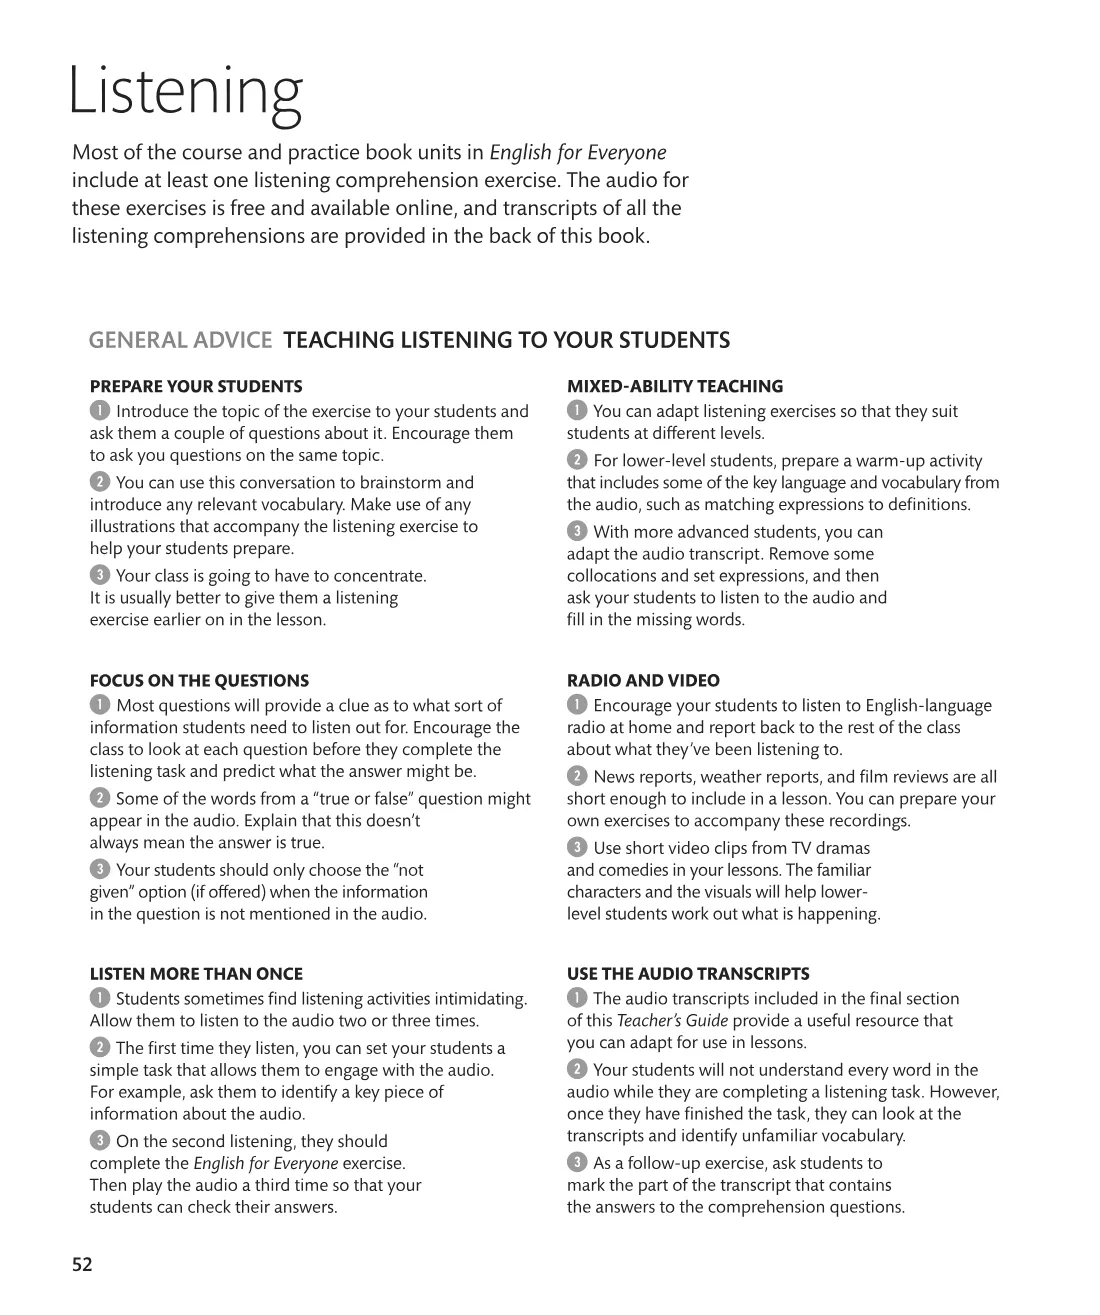 Listening
Most of the course and practice book units in English for Everyone
include at least one listening comprehension exercise. The audio for
these exercises is free and available online, and transcripts of all the
listening comprehensions are provided in the back of this book.
GENERAL ADVICE TEACHING LISTENING TO YOUR STUDENTS
PREPARE YOUR STUDENTS
1 Introduce the topic of the exercise to your students and
ask them a couple of questions about it. Encourage them
to ask you questions on the same topic.
2 You can use this conversation to brainstorm and
introduce any relevant vocabulary. Make use of any
illustrations that accompany the listening exercise to
help your students prepare.
3 Your class is going to have to concentrate.
It is usually better to give them a listening
exercise earlier on in the lesson.
FOCUS ON THE QUESTIONS
1 Most questions will provide a clue as to what sort of
information students need to listen out for. Encourage the
class to look at each question before they complete the
listening task and predict what the answer might be.
2 Some of the words from a “true or false” question might
appear in the audio. Explain that this doesn’t
always mean the answer is true.
3 Your students should only choose the “not
given” option (if offered) when the information
in the question is not mentioned in the audio.
LISTEN MORE THAN ONCE
1 Students sometimes find listening activities intimidating.
Allow them to listen to the audio two or three times.
2 The first time they listen, you can set your students a
simple task that allows them to engage with the audio.
For example, ask them to identify a key piece of
information about the audio.
3 On the second listening, they should
complete the English for Everyone exercise.
Then play the audio a third time so that your
students can check their answers.
MIXED-ABILITY TEACHING
1 You can adapt listening exercises so that they suit
students at different levels.
2 For lower-level students, prepare a warm-up activity
that includes some of the key language and vocabulary from
the audio, such as matching expressions to definitions.
3 With more advanced students, you can
adapt the audio transcript. Remove some
collocations and set expressions, and then
ask your students to listen to the audio and
fill in the missing words.
RADIO AND VIDEO
1 Encourage your students to listen to English-language
radio at home and report back to the rest of the class
about what they’ve been listening to.
2 News reports, weather reports, and film reviews are all
short enough to include in a lesson. You can prepare your
own exercises to accompany these recordings.
3 Use short video clips from TV dramas
and comedies in your lessons. The familiar
characters and the visuals will help lower-
level students work out what is happening.
USE THE AUDIO TRANSCRIPTS
1 The audio transcripts included in the final section
of this Teacher’s Guide provide a useful resource that
you can adapt for use in lessons.
2 Your students will not understand every word in the
audio while they are completing a listening task. However,
once they have finished the task, they can look at the
transcripts and identify unfamiliar vocabulary.
3 As a follow-up exercise, ask students to
mark the part of the transcript that contains
the answers to the comprehension questions.
52